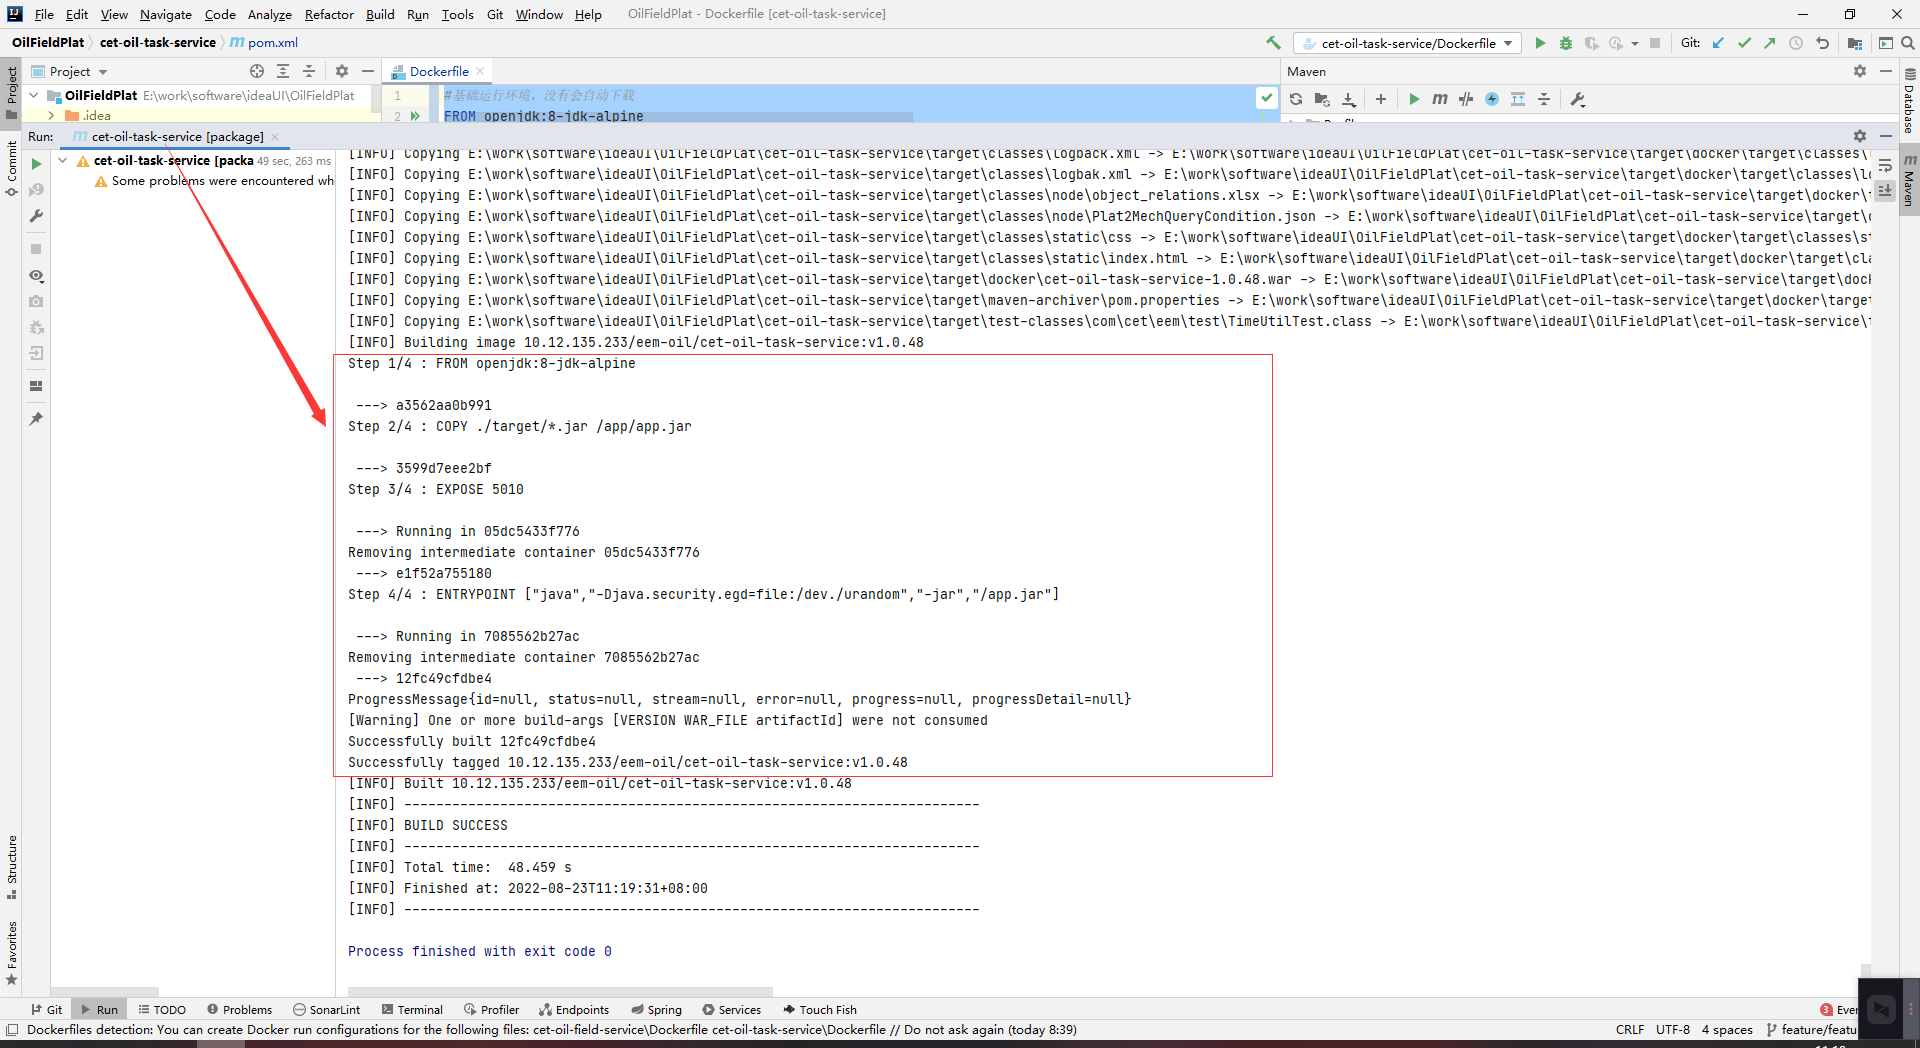 File Edit View Navigate Code Analyze Refactor Build Run Tools Git Window Help OilFieldPlat - Dockerfile [cet-oil-task-service]
OilFieldPlat cet-oil-task-service m pom.xml cet-oil-task-service/Dockerfile Git:
Project Dockerfile Maven
OilFieldPlat E:\work\software\ideaUI\OilFieldPlat 1 #基础运行环境，没有会自动下载
.idea 2 FROM openjdk:8-jdk-alpine
Run: cet-oil-task-service [package]
cet-oil-task-service [packa 49 sec, 263 ms
Some problems were encountered whi
[INFO] Copying E:\work\software\ideaUI\OilFieldPlat\cet-oil-task-service\target\classes\logback.xml -> E:\work\software\ideaUI\OilFieldPlat\cet-oil-task-service\target\docker\target\classes\l
[INFO] Copying E:\work\software\ideaUI\OilFieldPlat\cet-oil-task-service\target\classes\logbak.xml -> E:\work\software\ideaUI\OilFieldPlat\cet-oil-task-service\target\docker\target\classes\lo
[INFO] Copying E:\work\software\ideaUI\OilFieldPlat\cet-oil-task-service\target\classes\node\object_relations.xlsx -> E:\work\software\ideaUI\OilFieldPlat\cet-oil-task-service\target\docker\t
[INFO] Copying E:\work\software\ideaUI\OilFieldPlat\cet-oil-task-service\target\classes\node\Plat2MechQueryCondition.json -> E:\work\software\ideaUI\OilFieldPlat\cet-oil-task-service\target\d
[INFO] Copying E:\work\software\ideaUI\OilFieldPlat\cet-oil-task-service\target\classes\static\css -> E:\work\software\ideaUI\OilFieldPlat\cet-oil-task-service\target\docker\target\classes\st
[INFO] Copying E:\work\software\ideaUI\OilFieldPlat\cet-oil-task-service\target\classes\static\index.html -> E:\work\software\ideaUI\OilFieldPlat\cet-oil-task-service\target\docker\target\cla
[INFO] Copying E:\work\software\ideaUI\OilFieldPlat\cet-oil-task-service\target\docker\cet-oil-task-service-1.0.48.war -> E:\work\software\ideaUI\OilFieldPlat\cet-oil-task-service\target\dock
[INFO] Copying E:\work\software\ideaUI\OilFieldPlat\cet-oil-task-service\target\maven-archiver\pom.properties -> E:\work\software\ideaUI\OilFieldPlat\cet-oil-task-service\target\docker\target
[INFO] Copying E:\work\software\ideaUI\OilFieldPlat\cet-oil-task-service\target\test-classes\com\cet\eem\test\TimeUtilTest.class -> E:\work\software\ideaUI\OilFieldPlat\cet-oil-task-service\t
[INFO] Building image 10.12.135.233/eem-oil/cet-oil-task-service:v1.0.48
Step 1/4 : FROM openjdk:8-jdk-alpine
---> a3562aa0b991
Step 2/4 : COPY ./target/*.jar /app/app.jar
---> 3599d7eee2bf
Step 3/4 : EXPOSE 5010
---> Running in 05dc5433f776
Removing intermediate container 05dc5433f776
---> e1f52a755180
Step 4/4 : ENTRYPOINT ["java","-Djava.security.egd=file:/dev./urandom","-jar","/app.jar"]
---> Running in 7085562b27ac
Removing intermediate container 7085562b27ac
---> 12fc49cfdbe4
ProgressMessage{id=null, status=null, stream=null, error=null, progress=null, progressDetail=null}
[Warning] One or more build-args [VERSION WAR_FILE artifactId] were not consumed
Successfully built 12fc49cfdbe4
Successfully tagged 10.12.135.233/eem-oil/cet-oil-task-service:v1.0.48
[INFO] Built 10.12.135.233/eem-oil/cet-oil-task-service:v1.0.48
[INFO] ------------------------------------------------------------------------
[INFO] BUILD SUCCESS
[INFO] ------------------------------------------------------------------------
[INFO] Total time:  48.459 s
[INFO] Finished at: 2022-08-23T11:19:31+08:00
[INFO] ------------------------------------------------------------------------
Process finished with exit code 0
Project
Commit
Structure
Favorites
Database
Maven
Git Run TODO Problems SonarLint Terminal Profiler Endpoints Spring Services Touch Fish 3 Ever
Dockerfiles detection: You can create Docker run configurations for the following files: cet-oil-field-service\Dockerfile cet-oil-task-service\Dockerfile // Do not ask again (today 8:39) CRLF UTF-8 4 spaces feature/featu